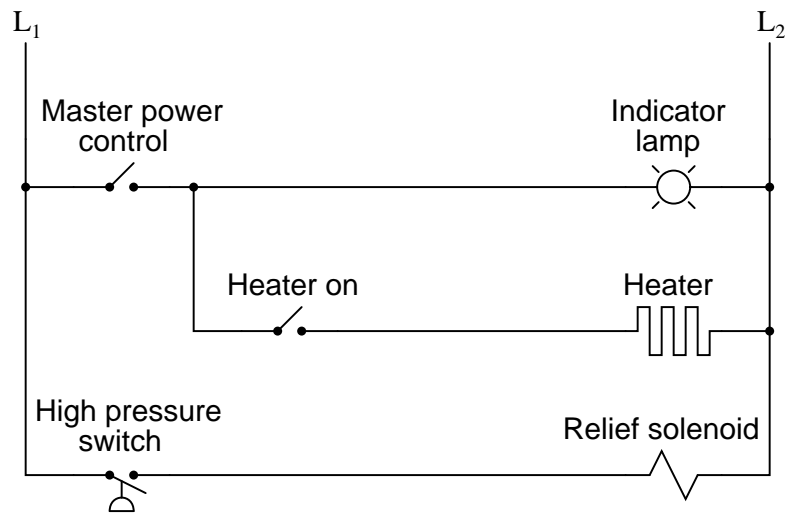 L1 L2
Master power
control
Indicator
lamp
Heater on
Heater
High pressure
switch
Relief solenoid